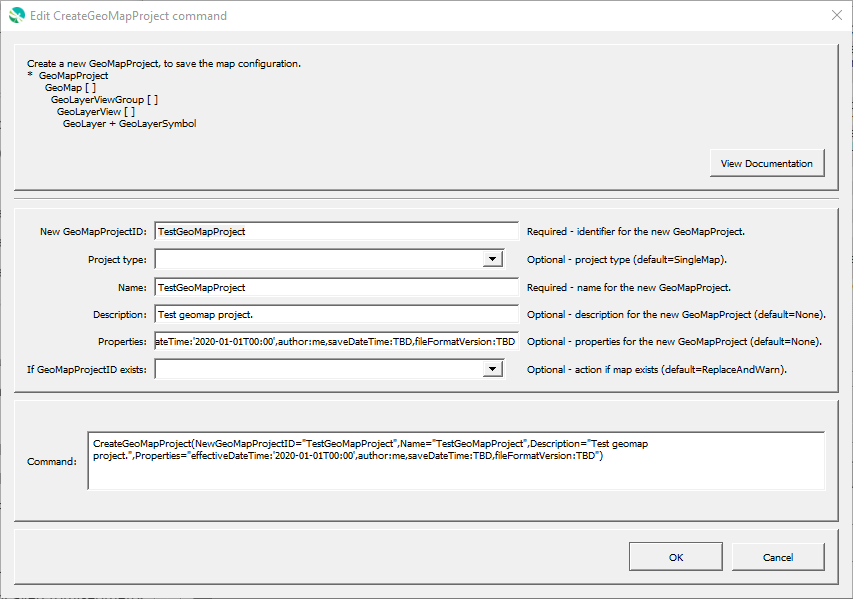 Edit CreateGeoMapProject command
Create a new GeoMapProject, to save the map configuration.
* GeoMapProject
GeoMap [ ]
GeoLayerViewGroup [ ]
GeoLayerView [ ]
GeoLayer + GeoLayerSymbol
View Documentation
New GeoMapProjectID: TestGeoMapProject Required - identifier for the new GeoMapProject.
Project type: Optional - project type (default=SingleMap).
Name: TestGeoMapProject Required - name for the new GeoMapProject.
Description: Test geomap project. Optional - description for the new GeoMapProject (default=None).
Properties: ateTime:'2020-01-01T00:00',author:me,saveDateTime:TBD,fileFormatVersion:TBD Optional - properties for the new GeoMapProject (default=None).
If GeoMapProjectID exists: Optional - action if map exists (default=ReplaceAndWarn).
Command:
CreateGeoMapProject(NewGeoMapProjectID="TestGeoMapProject",Name="TestGeoMapProject",Description="Test geomap
project.",Properties="effectiveDateTime:'2020-01-01T00:00',author:me,saveDateTime:TBD,fileFormatVersion:TBD")
OK Cancel